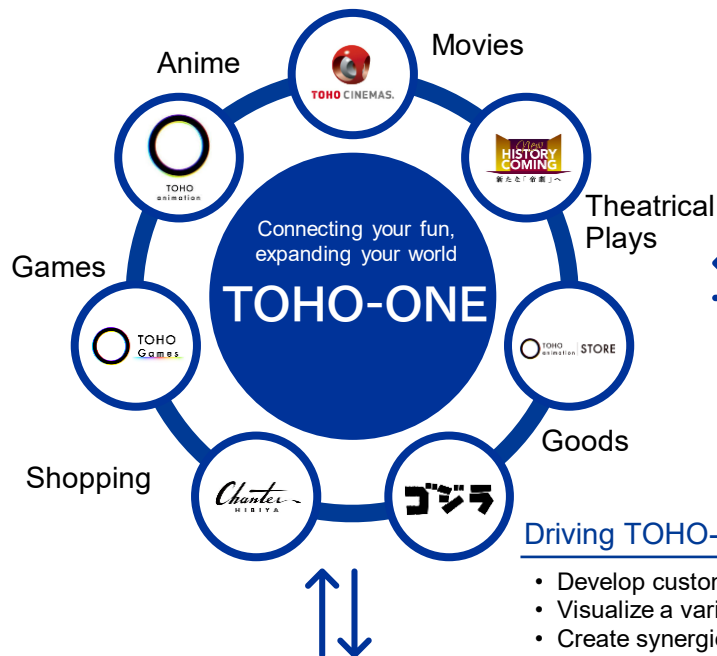 Movies
Anime
TOHO CINEMAS.
TOHO
animation
New
HISTORY
COMING
新たな「帝劇」へ
Connecting your fun,
expanding your world
TOHO-ONE
Theatrical
Plays
Games
TOHO
Games
TOHO
animation
STORE
Goods
Shopping
Chanter
HIBIYA
ゴジラ
Driving TOHO-
• Develop custor
• Visualize a vari
• Create synergie